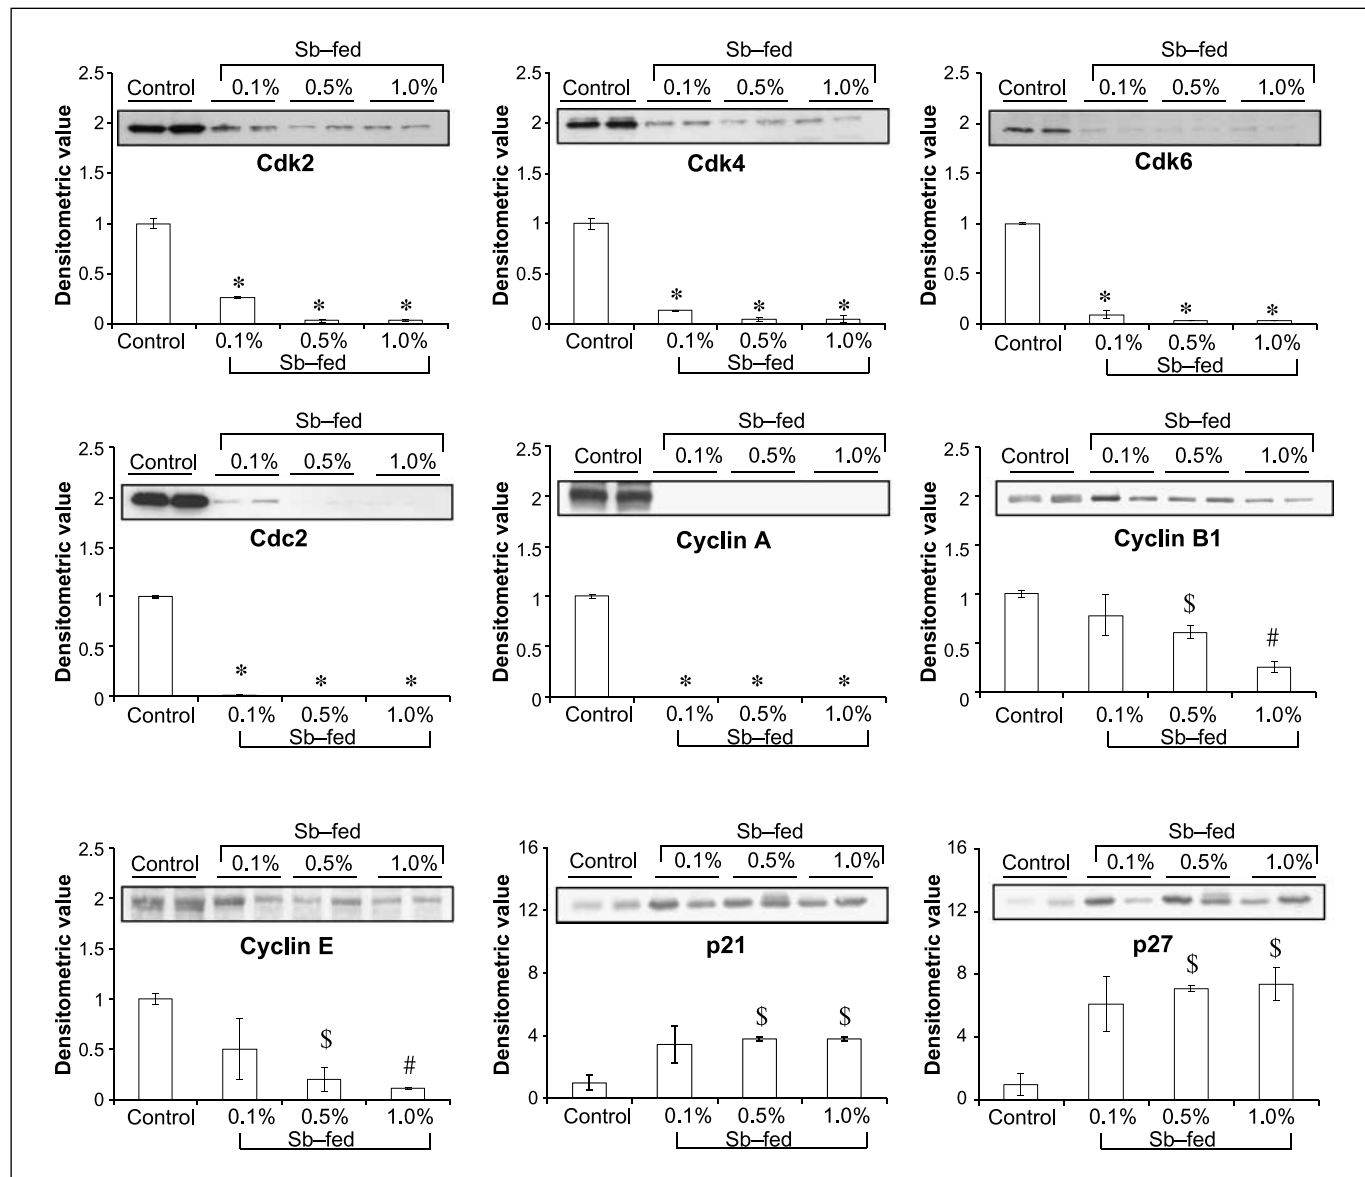 Sb–fed
Control 0.1% 0.5% 1.0%
Densitometric value
2.5
2
1.5
1
0.5
0
Cdk2
* * *
Control 0.1% 0.5% 1.0%
Sb–fed
Sb–fed
Control 0.1% 0.5% 1.0%
Densitometric value
2.5
2
1.5
1
0.5
0
Cdk4
* * *
Control 0.1% 0.5% 1.0%
Sb–fed
Sb–fed
Control 0.1% 0.5% 1.0%
Densitometric value
2.5
2
1.5
1
0.5
0
Cdk6
* * *
Control 0.1% 0.5% 1.0%
Sb–fed
Sb–fed
Control 0.1% 0.5% 1.0%
Densitometric value
2.5
2
1.5
1
0.5
0
Cdc2
* * *
Control 0.1% 0.5% 1.0%
Sb–fed
Sb–fed
Control 0.1% 0.5% 1.0%
Densitometric value
2.5
2
1.5
1
0.5
0
Cyclin A
* * *
Control 0.1% 0.5% 1.0%
Sb–fed
Sb–fed
Control 0.1% 0.5% 1.0%
Densitometric value
2.5
2
1.5
1
0.5
0
Cyclin B1
$ #
Control 0.1% 0.5% 1.0%
Sb–fed
Sb–fed
Control 0.1% 0.5% 1.0%
Densitometric value
2.5
2
1.5
1
0.5
0
Cyclin E
$ #
Control 0.1% 0.5% 1.0%
Sb–fed
Sb–fed
Control 0.1% 0.5% 1.0%
Densitometric value
16
12
8
4
0
p21
$ $
Control 0.1% 0.5% 1.0%
Sb–fed
Sb–fed
Control 0.1% 0.5% 1.0%
Densitometric value
16
12
8
4
0
p27
$ $
Control 0.1% 0.5% 1.0%
Sb–fed